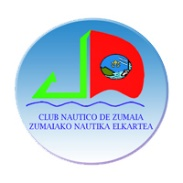 CLUB NAUTICO DE ZUMAIA
ZUMAIAKO NAUTIKA ELKARTEA